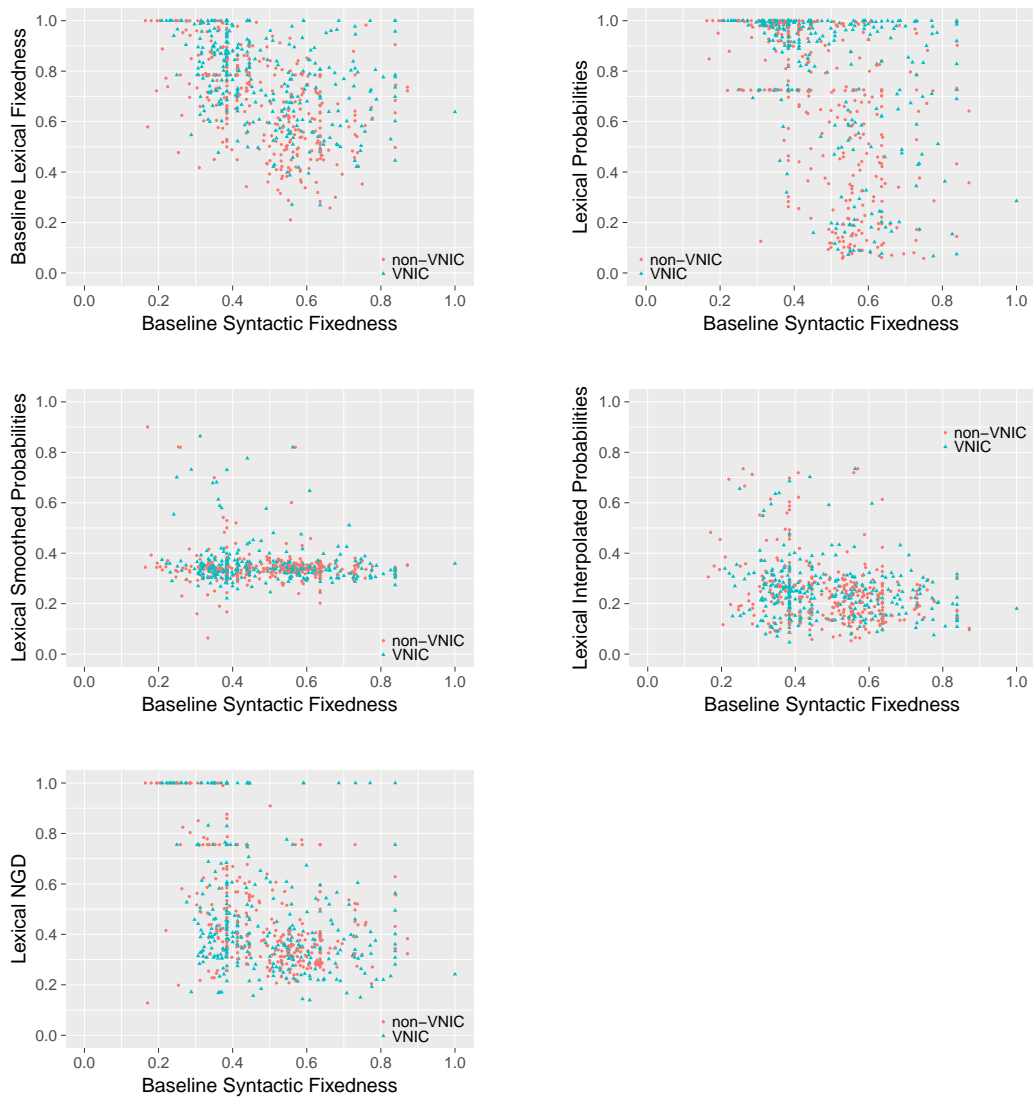 Baseline Lexical Fixedness
1.0
0.8
0.6
0.4
0.2
0.0
non−VNIC
VNIC
0.0 0.2 0.4 0.6 0.8 1.0
Baseline Syntactic Fixedness
Lexical Probabilities
1.0
0.8
0.6
0.4
0.2
0.0
non−VNIC
VNIC
0.0 0.2 0.4 0.6 0.8 1.0
Baseline Syntactic Fixedness
Lexical Smoothed Probabilities
1.0
0.8
0.6
0.4
0.2
0.0
non−VNIC
VNIC
0.0 0.2 0.4 0.6 0.8 1.0
Baseline Syntactic Fixedness
Lexical Interpolated Probabilities
1.0
0.8
0.6
0.4
0.2
0.0
non−VNIC
VNIC
0.0 0.2 0.4 0.6 0.8 1.0
Baseline Syntactic Fixedness
Lexical NGD
1.0
0.8
0.6
0.4
0.2
0.0
non−VNIC
VNIC
0.0 0.2 0.4 0.6 0.8 1.0
Baseline Syntactic Fixedness